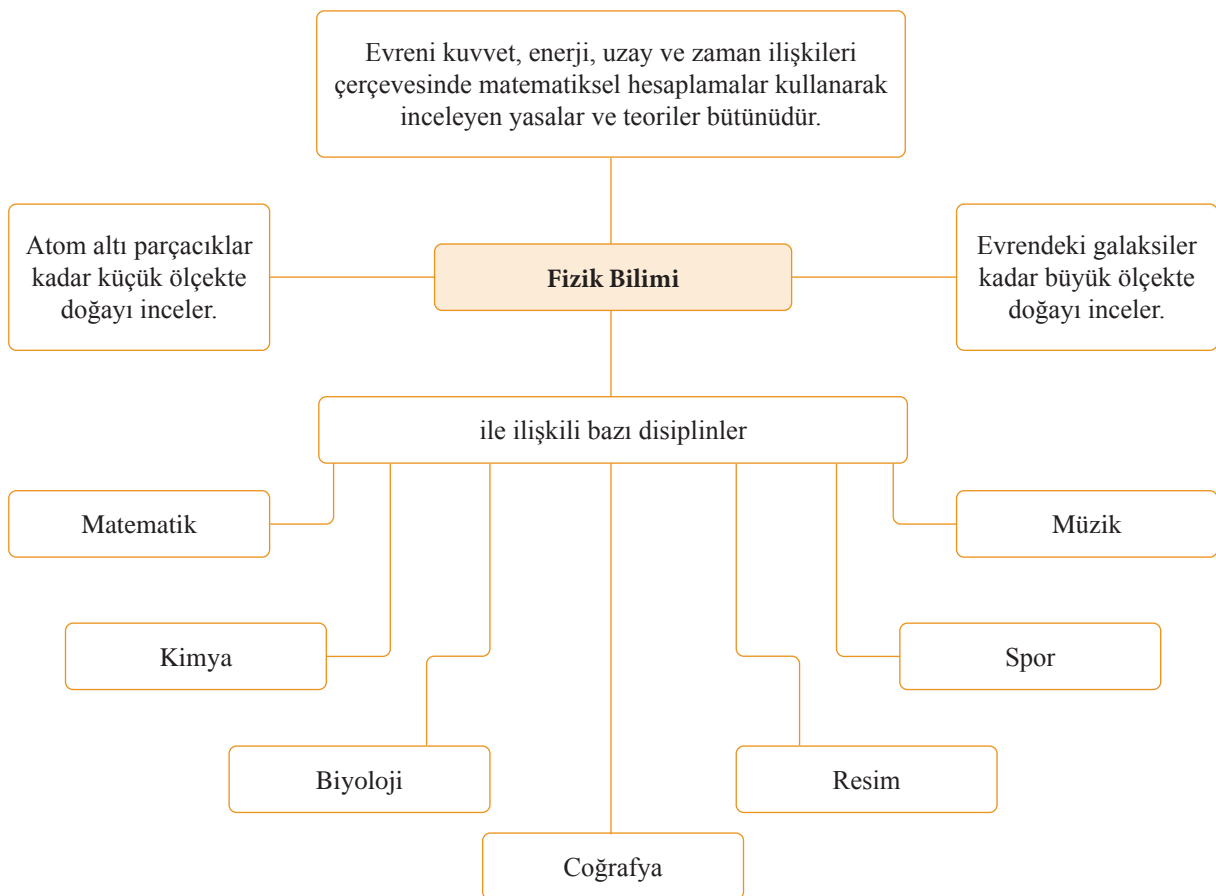 Evreni kuvvet, enerji, uzay ve zaman ilişkileri
çerçevesinde matematiksel hesaplamalar kullanarak
inceleyen yasalar ve teoriler bütünüdür.
Atom altı parçacıklar
kadar küçük ölçekte
doğayı inceler.
Fizik Bilimi
Evrendeki galaksiler
kadar büyük ölçekte
doğayı inceler.
ile ilişkili bazı disiplinler
Matematik
Müzik
Kimya
Spor
Biyoloji
Resim
Coğrafya